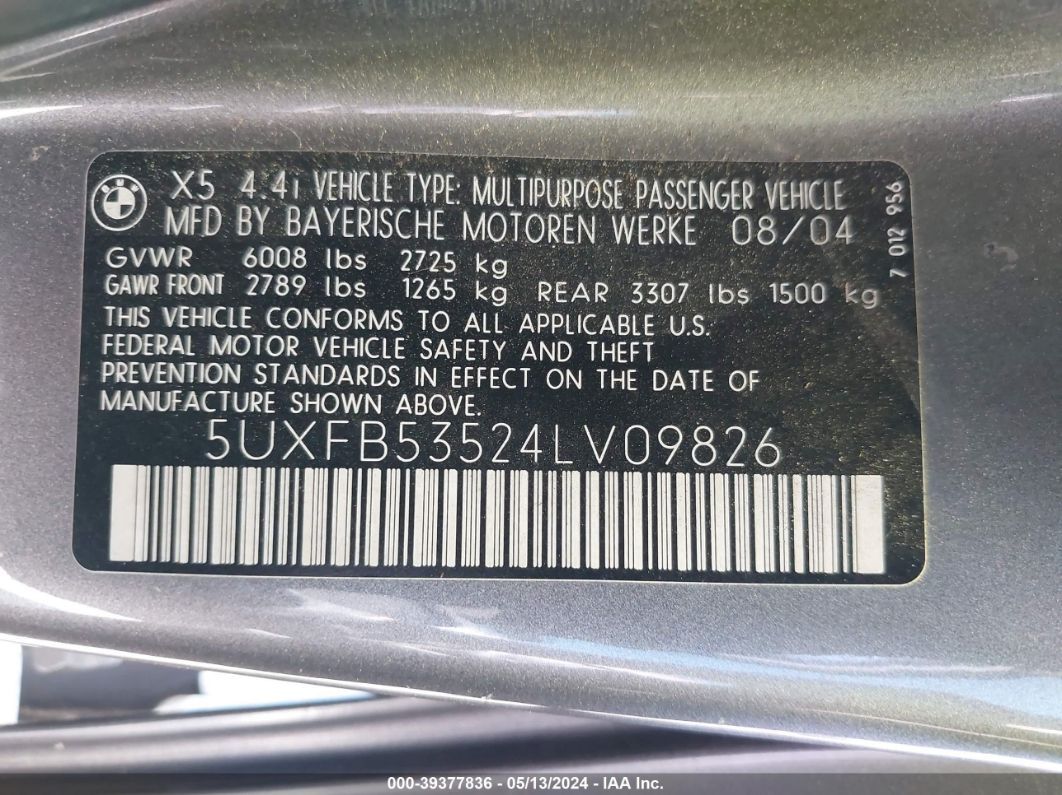 BMW
X5 4.4i VEHICLE TYPE: MULTIPURPOSE PASSENGER VEHICLE
MFD BY BAYERISCHE MOTOREN WERKE 08/04
GVWR 6008 lbs 2725 kg
GAWR FRONT 2789 lbs 1265 kg REAR 3307 lbs 1500 kg
THIS VEHICLE CONFORMS TO ALL APPLICABLE U.S.
FEDERAL MOTOR VEHICLE SAFETY AND THEFT
PREVENTION STANDARDS IN EFFECT ON THE DATE OF
MANUFACTURE SHOWN ABOVE.
5UXFB53524LV09826
7 012 956
000-39377836 - 05/13/2024 - IAA Inc.